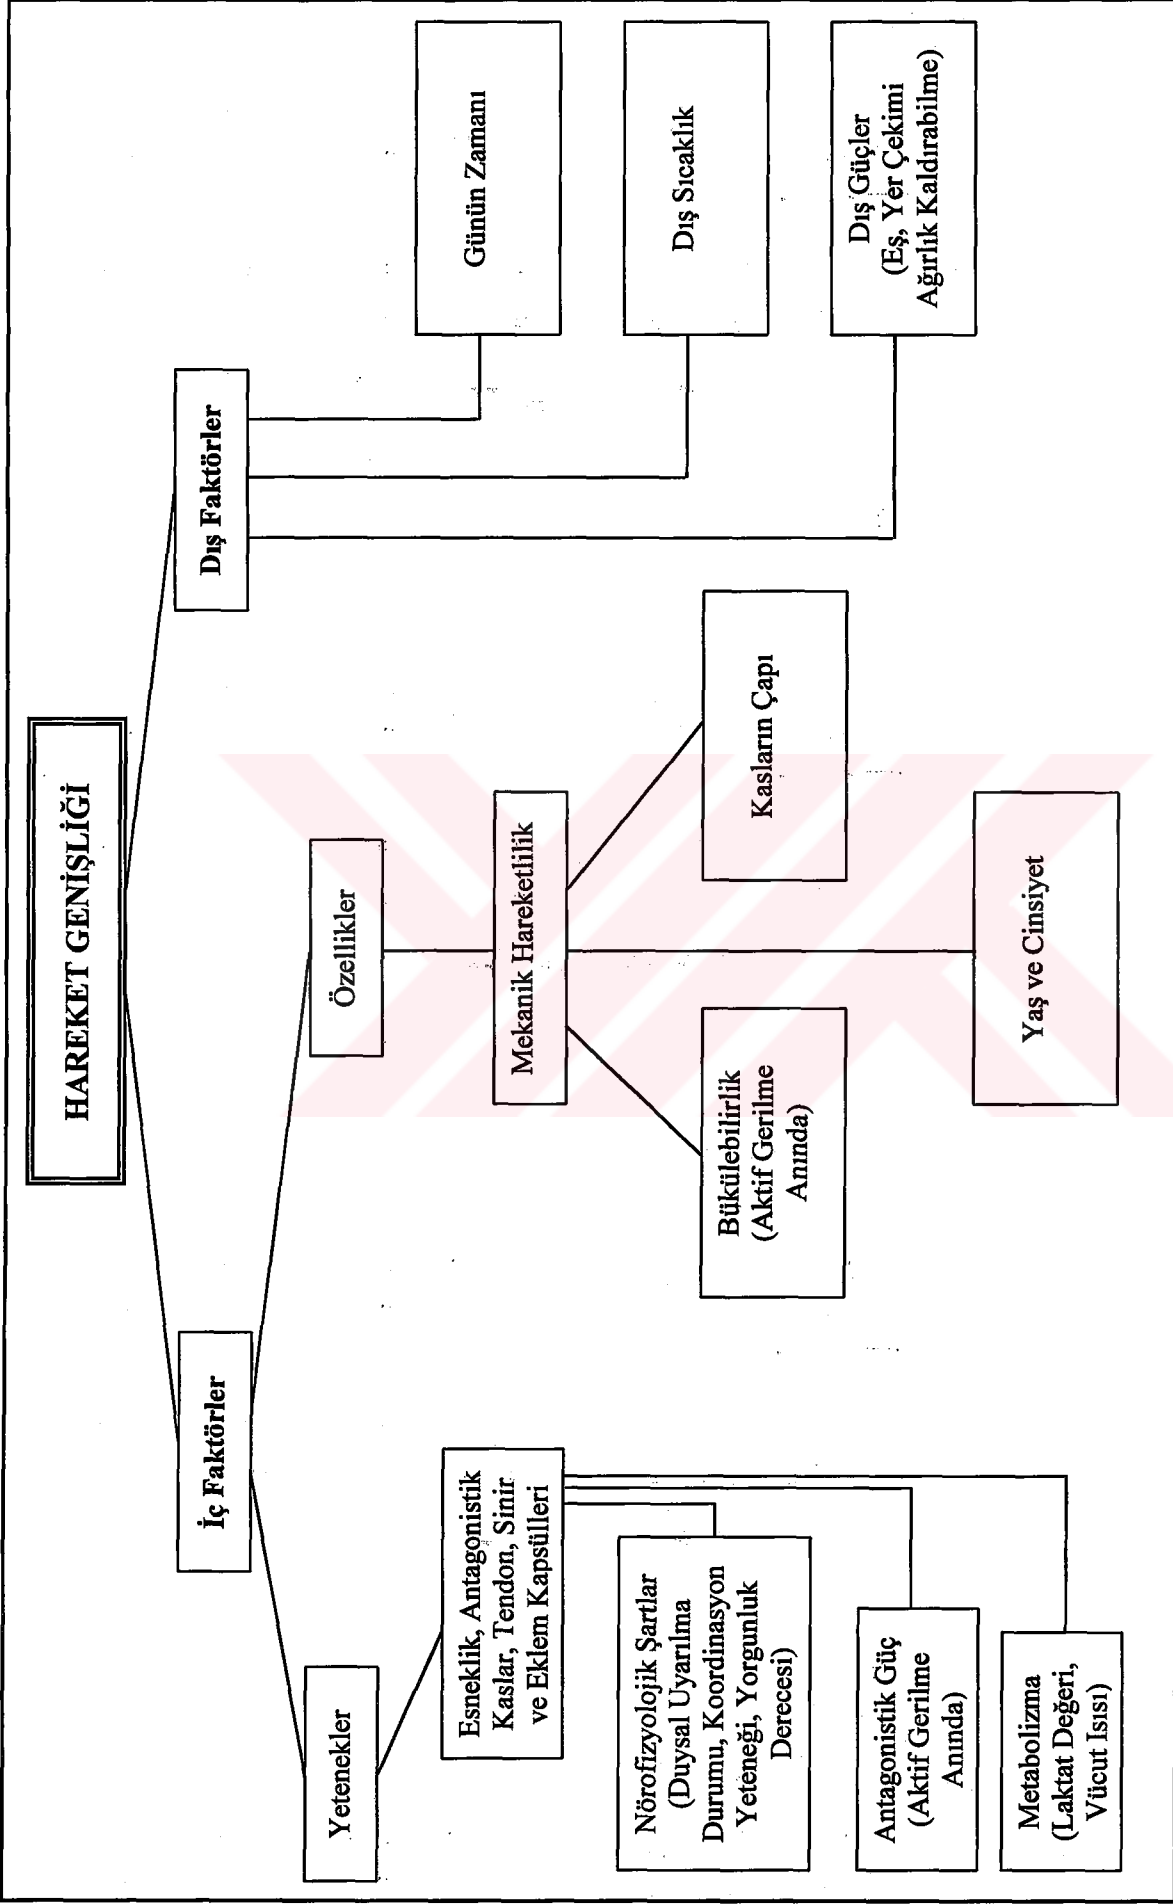 HAREKET GENİŞLİĞİ
İç Faktörler
Dış Faktörler
Yetenekler
Özellikler
Esneklik, Antagonistik
Kaslar, Tendon, Sinir
ve Eklem Kapsülleri
Mekanik Hareketlilik
Günün Zamanı
Nörofizyolojik Şartlar
(Duysal Uyarılma
Durumu, Koordinasyon
Yeteneği, Yorgunluk
Derecesi)
Bükülebilirlik
(Aktif Gerilme
Anında)
Kasların Çapı
Dış Sıcaklık
Antagonistik Güç
(Aktif Gerilme
Anında)
Dış Güçler
(Eş, Yer Çekimi
Ağırlık Kaldırabilme)
Metabolizma
(Laktat Değeri,
Vücut Isısı)
Yaş ve Cinsiyet